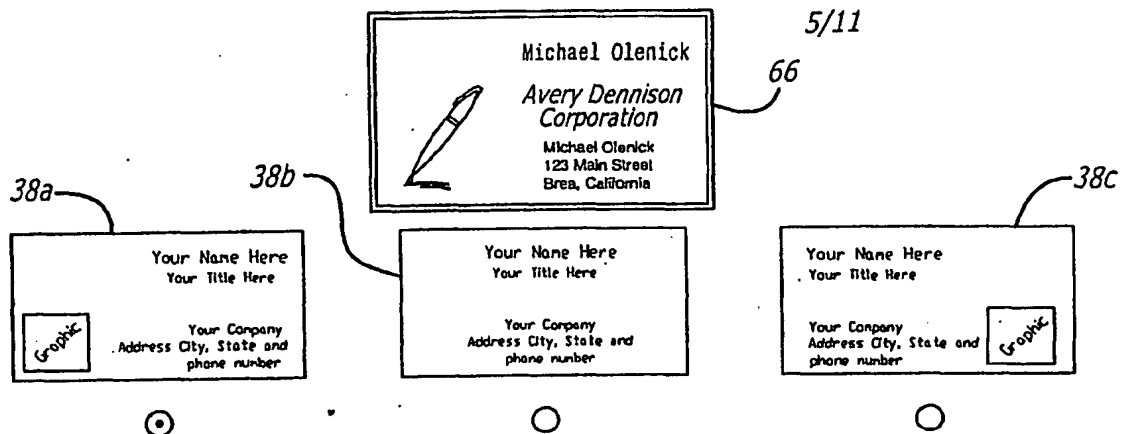 5/11
Michael Olenick
66
Avery Dennison
Corporation
Michael Olenick
123 Main Street
Brea, California
38a
38b
38c
Your Name Here
Your Title Here
Graphic
Your Company
Address City, State and
phone number
Your Name Here
Your Title Here
Your Company
Address City, State and
phone number
Your Name Here
Your Title Here
Your Company
Address City, State and
phone number
Graphic